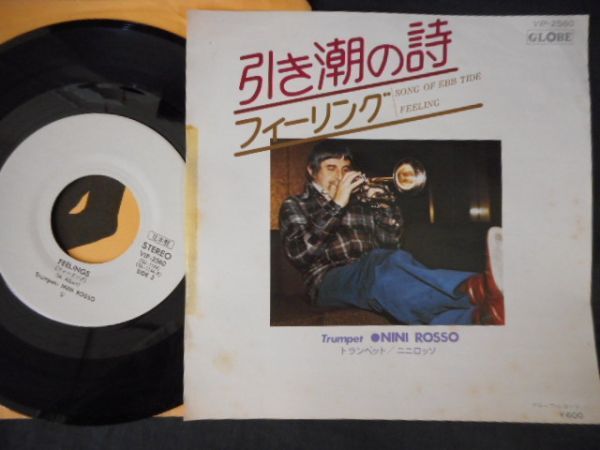 VIP-2560
GLOBE
引き潮の詩
SONG OF EBB TIDE
フィーリング
FEELING
Trumpet ●NINI ROSSO
トランペット/ニニロッソ
¥600
STEREO
VIP-2560
SIDE 2
FEELINGS
Trumpet: NINI ROSSO